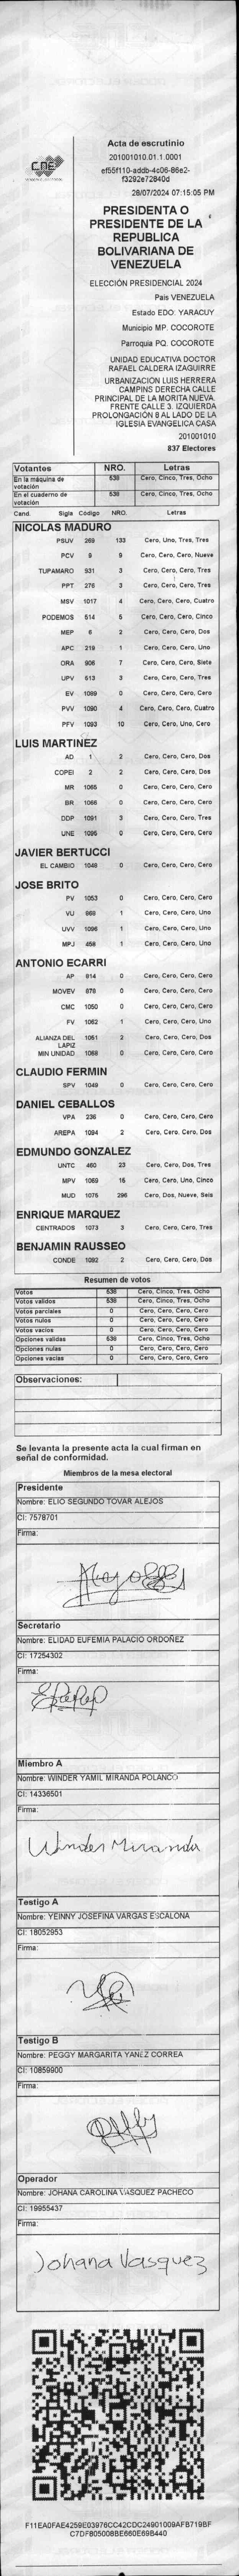 CNE
Acta de escrutinio
201001010.01.1.0001
ef55f110-addb-4c06-86e2-
f3292e72840d
28/07/2024 07:15:05 PM
PRESIDENTA O
PRESIDENTE DE LA
REPUBLICA
BOLIVARIANA DE
VENEZUELA
ELECCIÓN PRESIDENCIAL 2024
Pais VENEZUELA
Estado EDO. YARACUY
Municipio MP. COCOROTE
Parroquia PQ. COCOROTE
UNIDAD EDUCATIVA DOCTOR
RAFAEL CALDERA IZAGUIRRE
URBANIZACION LUIS HERRERA
CAMPINS DERECHA CALLE
PRINCIPAL DE LA MORITA NUEVA.
FRENTE CALLE 3. IZQUIERDA
PROLONGACION 8 AL LADO DE LA
IGLESIA EVANGELICA CASA
201001010
837 Electores
Votantes NRO. Letras
En la máquina de votación 538 Cero, Cinco, Tres, Ocho
En el cuaderno de votación 538 Cero, Cinco, Tres, Ocho
Cand. Sigla Codigo NRO. Letras
NICOLAS MADURO
PSUV 269 133 Cero, Uno, Tres, Tres
PCV 9 9 Cero, Cero, Cero, Nueve
TUPAMARO 931 3 Cero, Cero, Cero, Tres
PPT 276 3 Cero, Cero, Cero, Tres
MSV 1017 4 Cero, Cero, Cero, Cuatro
PODEMOS 514 5 Cero, Cero, Cero, Cinco
MEP 6 2 Cero, Cero, Cero, Dos
APC 219 1 Cero, Cero, Cero, Uno
ORA 906 7 Cero, Cero, Cero, Siete
UPV 513 3 Cero, Cero, Cero, Tres
EV 1089 0 Cero, Cero, Cero, Cero
PVV 1090 4 Cero, Cero, Cero, Cuatro
PFV 1093 10 Cero, Cero, Uno, Cero
LUIS MARTINEZ
AD 1 2 Cero, Cero, Cero, Dos
COPEI 2 2 Cero, Cero, Cero, Dos
MR 1065 0 Cero, Cero, Cero, Cero
BR 1066 0 Cero, Cero, Cero, Cero
DDP 1091 3 Cero, Cero, Cero, Tres
UNE 1095 0 Cero, Cero, Cero, Cero
JAVIER BERTUCCI
EL CAMBIO 1048 0 Cero, Cero, Cero, Cero
JOSE BRITO
PV 1053 0 Cero, Cero, Cero, Cero
VU 969 1 Cero, Cero, Cero, Uno
UVV 1096 1 Cero, Cero, Cero, Uno
MPJ 458 1 Cero, Cero, Cero, Uno
ANTONIO ECARRI
AP 914 0 Cero, Cero, Cero, Cero
MOVEV 878 0 Cero, Cero, Cero, Cero
CMC 1050 0 Cero, Cero, Cero, Cero
FV 1062 1 Cero, Cero, Cero, Uno
ALIANZA DEL LAPIZ 1051 2 Cero, Cero, Cero, Dos
MIN UNIDAD 1068 0 Cero, Cero, Cero, Cero
CLAUDIO FERMIN
SPV 1049 0 Cero, Cero, Cero, Cero
DANIEL CEBALLOS
VPA 236 0 Cero, Cero, Cero, Cero
AREPA 1094 2 Cero, Cero, Cero, Dos
EDMUNDO GONZALEZ
UNTC 460 23 Cero, Cero, Dos, Tres
MPV 1069 15 Cero, Cero, Uno, Cinco
MUD 1076 296 Cero, Dos, Nueve, Seis
ENRIQUE MARQUEZ
CENTRADOS 1073 3 Cero, Cero, Cero, Tres
BENJAMIN RAUSSEO
CONDE 1092 2 Cero, Cero, Cero, Dos
Resumen de votos
Votos 538 Cero, Cinco, Tres, Ocho
Votos validos 538 Cero, Cinco, Tres, Ocho
Votos parciales 0 Cero, Cero, Cero, Cero
Votos nulos 0 Cero, Cero, Cero, Cero
Votos vacios 0 Cero, Cero, Cero, Cero
Opciones validas 538 Cero, Cinco, Tres, Ocho
Opciones nulas 0 Cero, Cero, Cero, Cero
Opciones vacias 0 Cero, Cero, Cero, Cero
Observaciones:
Se levanta la presente acta la cual firman en
señal de conformidad.
Miembros de la mesa electoral
Presidente
Nombre: ELIO SEGUNDO TOVAR ALEJOS
CI: 7578701
Firma:
Secretario
Nombre: ELIDAD EUFEMIA PALACIO ORDOÑEZ
CI: 17254302
Firma:
Miembro A
Nombre: WINDER YAMIL MIRANDA POLANCO
CI: 14336501
Firma:
Winder Miranda
Testigo A
Nombre: YEINNY JOSEFINA VARGAS ESCALONA
CI: 18052953
Firma:
Testigo B
Nombre: PEGGY MARGARITA YANEZ CORREA
CI: 10859900
Firma:
Operador
Nombre: JOHANA CAROLINA VASQUEZ PACHECO
CI: 19955437
Firma:
Johana Vasquez
F11EA0FAE4259E03976CC42CDC24901009AFB719BF
C7DF805008BE660E69B440